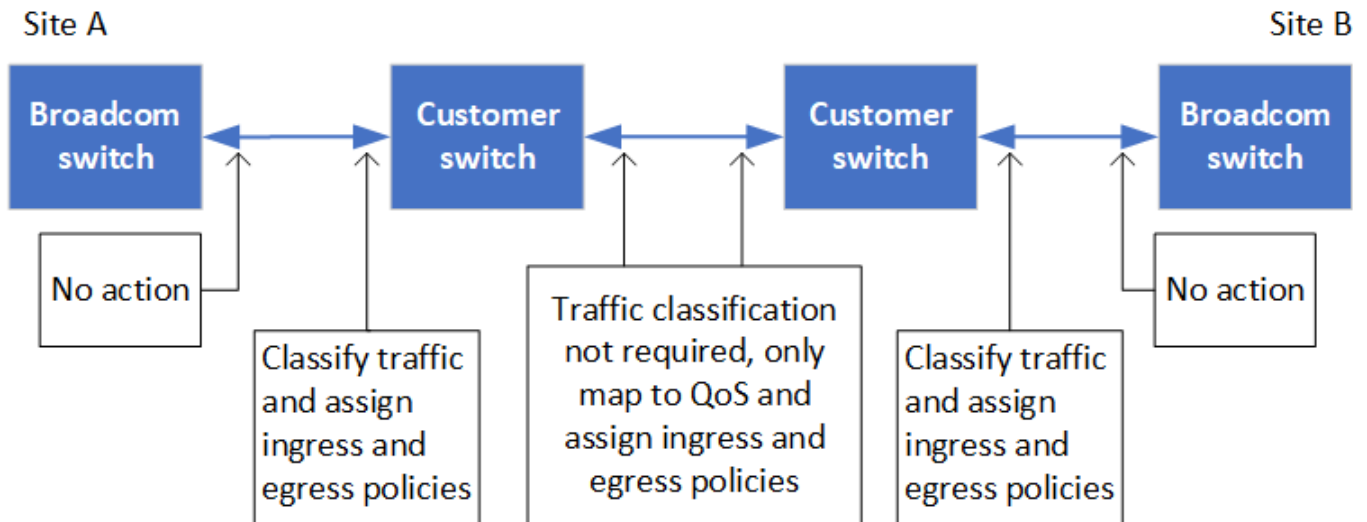 Site A
Site B
Broadcom
switch
Customer
switch
Customer
switch
Broadcom
switch
No action
Classify traffic
and assign
ingress and
egress policies
Traffic classification
not required, only
map to QoS and
assign ingress and
egress policies
Classify traffic
and assign
ingress and
egress policies
No action